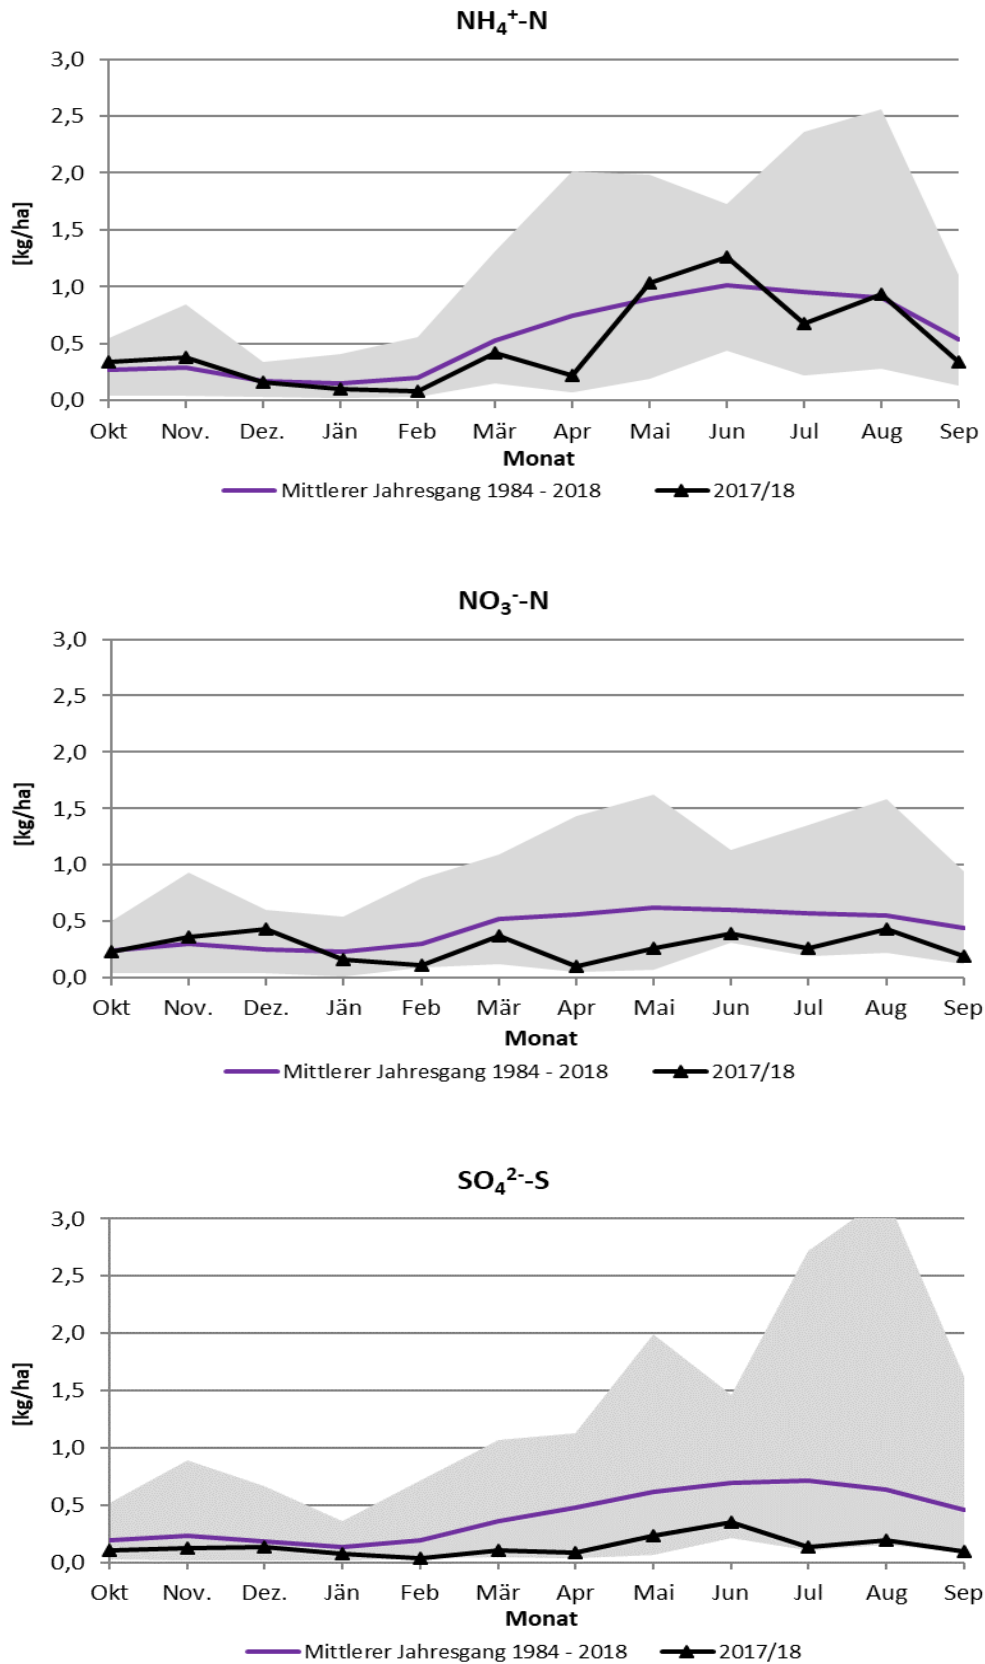 NH₄⁺-N
3,0
2,5
2,0
1,5
1,0
0,5
0,0
[kg/ha]
Okt Nov. Dez. Jän Feb Mär Apr Mai Jun Jul Aug Sep
Monat
Mittlerer Jahresgang 1984 - 2018 2017/18
NO₃⁻-N
3,0
2,5
2,0
1,5
1,0
0,5
0,0
[kg/ha]
Okt Nov. Dez. Jän Feb Mär Apr Mai Jun Jul Aug Sep
Monat
Mittlerer Jahresgang 1984 - 2018 2017/18
SO₄²⁻-S
3,0
2,5
2,0
1,5
1,0
0,5
0,0
[kg/ha]
Okt Nov. Dez. Jän Feb Mär Apr Mai Jun Jul Aug Sep
Monat
Mittlerer Jahresgang 1984 - 2018 2017/18